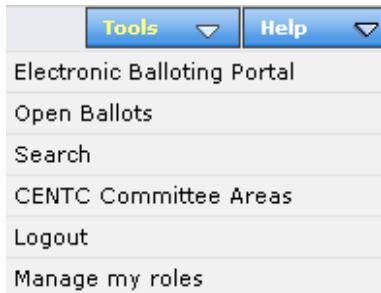 Tools Help
Electronic Balloting Portal
Open Ballots
Search
CENTC Committee Areas
Logout
Manage my roles